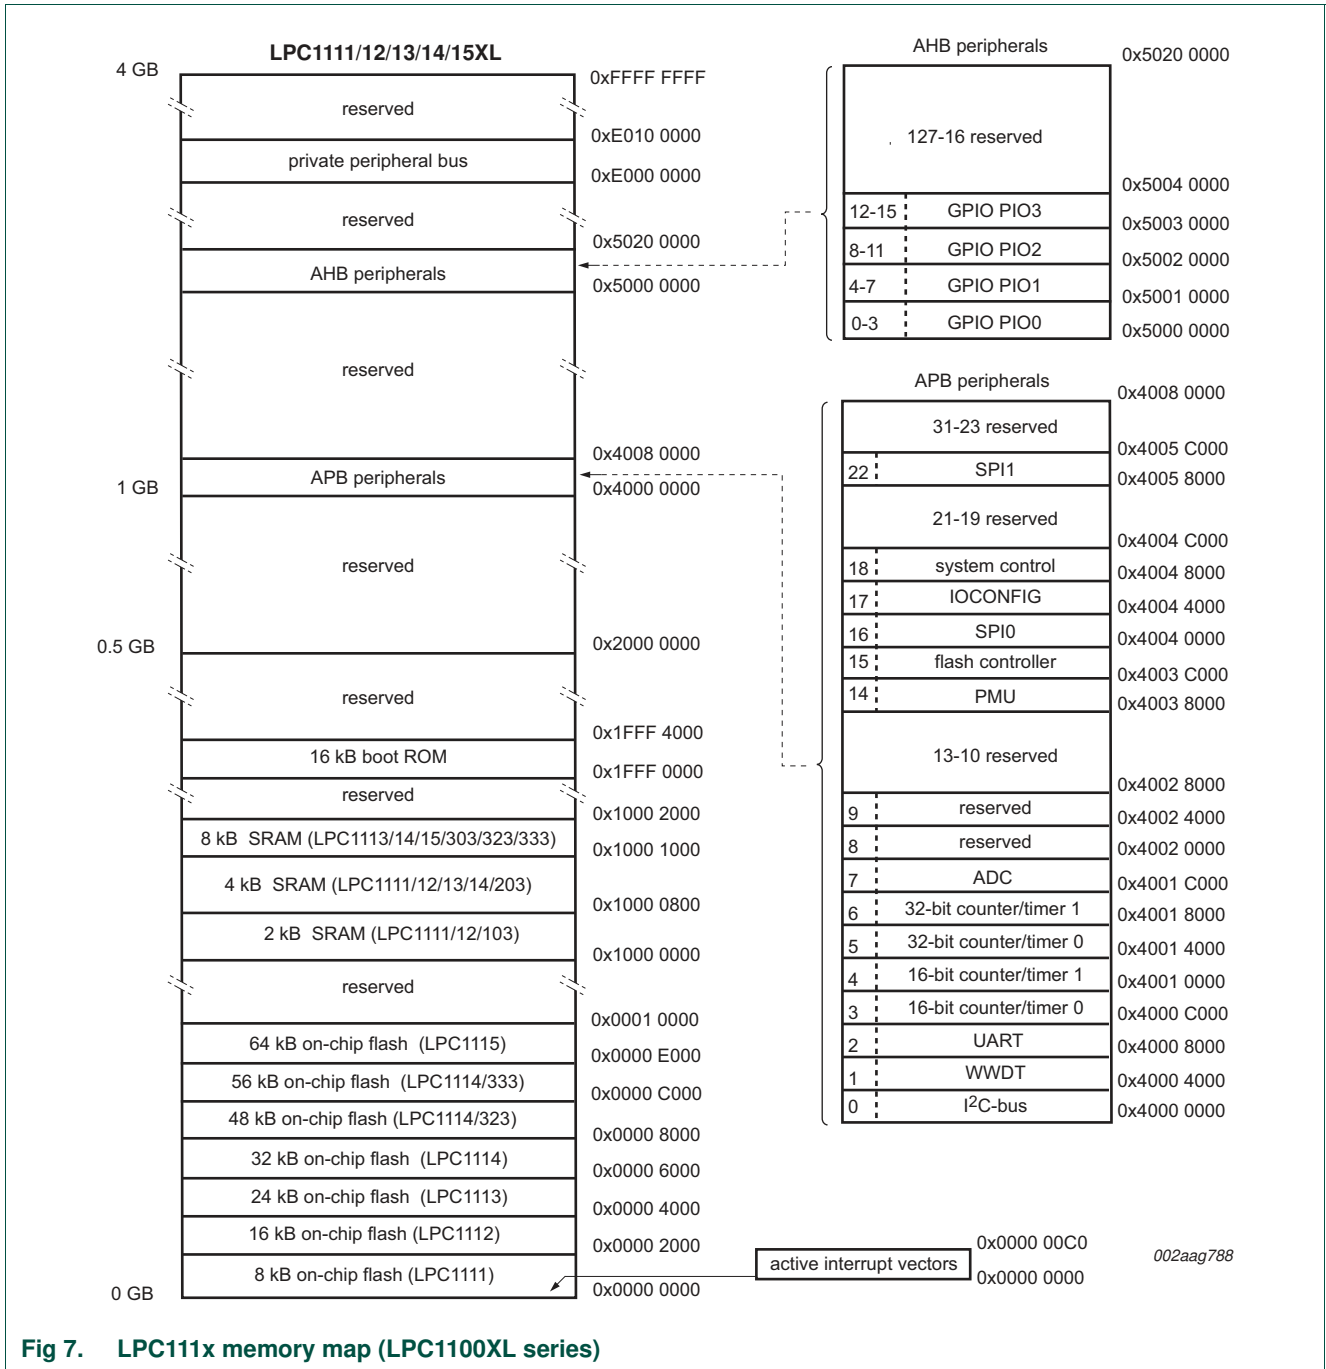 LPC1111/12/13/14/15XL
4 GB
0xFFFF FFFF
reserved
0xE010 0000
private peripheral bus
0xE000 0000
reserved
0x5020 0000
AHB peripherals
0x5000 0000
reserved
0x4008 0000
APB peripherals
1 GB
0x4000 0000
reserved
0.5 GB
0x2000 0000
reserved
0x1FFF 4000
16 kB boot ROM
0x1FFF 0000
reserved
0x1000 2000
8 kB SRAM (LPC1113/14/15/303/323/333)
0x1000 1000
4 kB SRAM (LPC1111/12/13/14/203)
0x1000 0800
2 kB SRAM (LPC1111/12/103)
0x1000 0000
reserved
0x0001 0000
64 kB on-chip flash (LPC1115)
0x0000 E000
56 kB on-chip flash (LPC1114/333)
0x0000 C000
48 kB on-chip flash (LPC1114/323)
0x0000 8000
32 kB on-chip flash (LPC1114)
0x0000 6000
24 kB on-chip flash (LPC1113)
0x0000 4000
16 kB on-chip flash (LPC1112)
0x0000 2000
8 kB on-chip flash (LPC1111)
0 GB
0x0000 0000
AHB peripherals
0x5020 0000
127-16 reserved
0x5004 0000
12-15 GPIO PIO3
0x5003 0000
8-11 GPIO PIO2
0x5002 0000
4-7 GPIO PIO1
0x5001 0000
0-3 GPIO PIO0
0x5000 0000
APB peripherals
0x4008 0000
31-23 reserved
0x4005 C000
22 SPI1
0x4005 8000
21-19 reserved
0x4004 C000
18 system control
0x4004 8000
17 IOCONFIG
0x4004 4000
16 SPI0
0x4004 0000
15 flash controller
0x4003 C000
14 PMU
0x4003 8000
13-10 reserved
0x4002 8000
9 reserved
0x4002 4000
8 reserved
0x4002 0000
7 ADC
0x4001 C000
6 32-bit counter/timer 1
0x4001 8000
5 32-bit counter/timer 0
0x4001 4000
4 16-bit counter/timer 1
0x4001 0000
3 16-bit counter/timer 0
0x4000 C000
2 UART
0x4000 8000
1 WWDT
0x4000 4000
0 I2C-bus
0x4000 0000
0x0000 00C0
active interrupt vectors
0x0000 0000
002aag788
Fig 7. LPC111x memory map (LPC1100XL series)